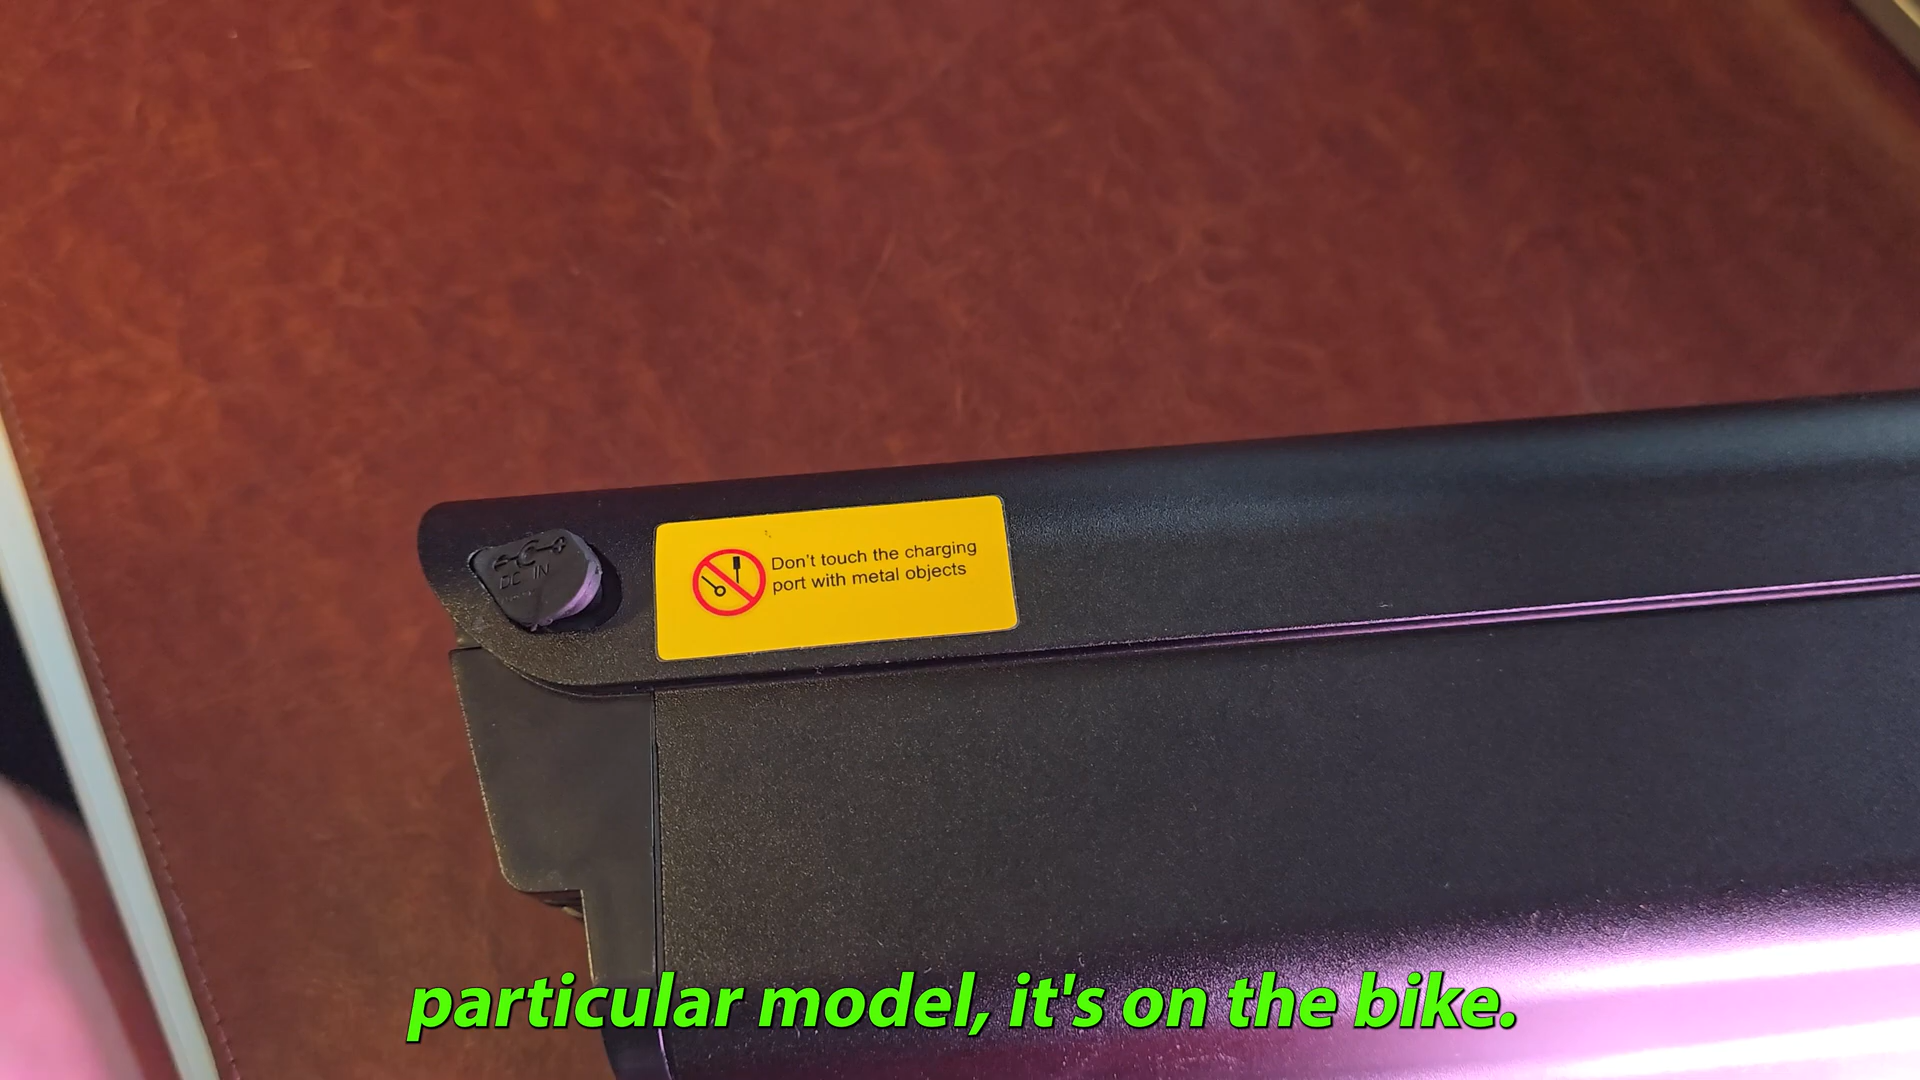 DC IN
Don't touch the charging
port with metal objects
particular model, it's on the bike.